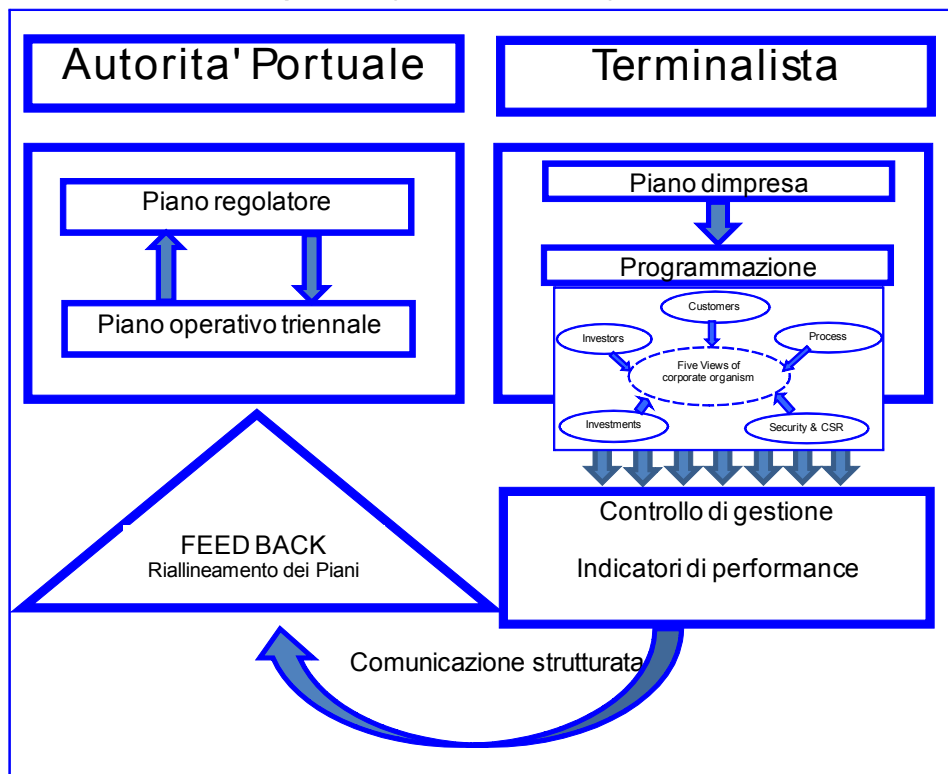 Autorita' Portuale
Terminalista
Piano regolatore
Piano operativo triennale
Piano dimpresa
Programmazione
Customers
Investors
Process
Five Views of
corporate organism
Investments
Security & CSR
FEED BACK
Riallineamento dei Piani
Controllo di gestione
Indicatori di performance
Comunicazione strutturata